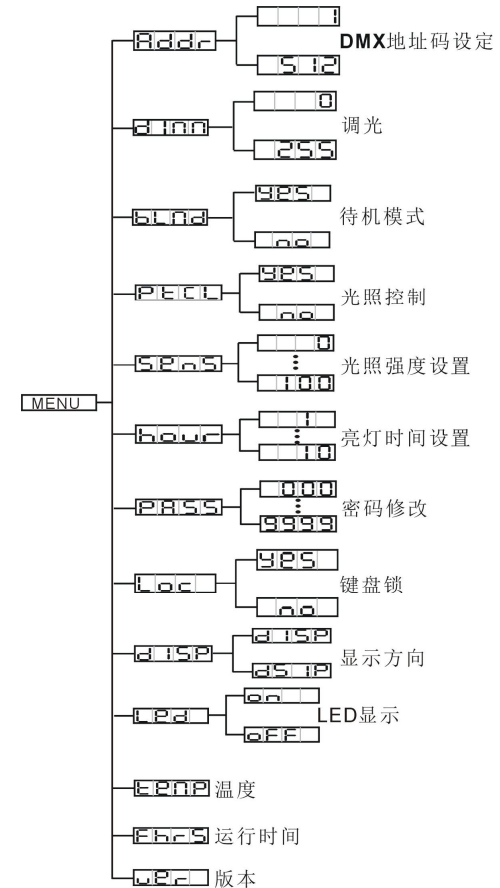 Addr
1
512
DMX地址码设定
dInn
0
255
调光
bLNd
yes
no
待机模式
PtCL
yes
no
光照控制
SenS
0
100
光照强度设置
MENU
hour
1
10
亮灯时间设置
PASS
000
9999
密码修改
Loc
yes
no
键盘锁
dISP
dISP
dSIP
显示方向
Led
on
oFF
LED显示
tenP
温度
FhrS
运行时间
ver
版本